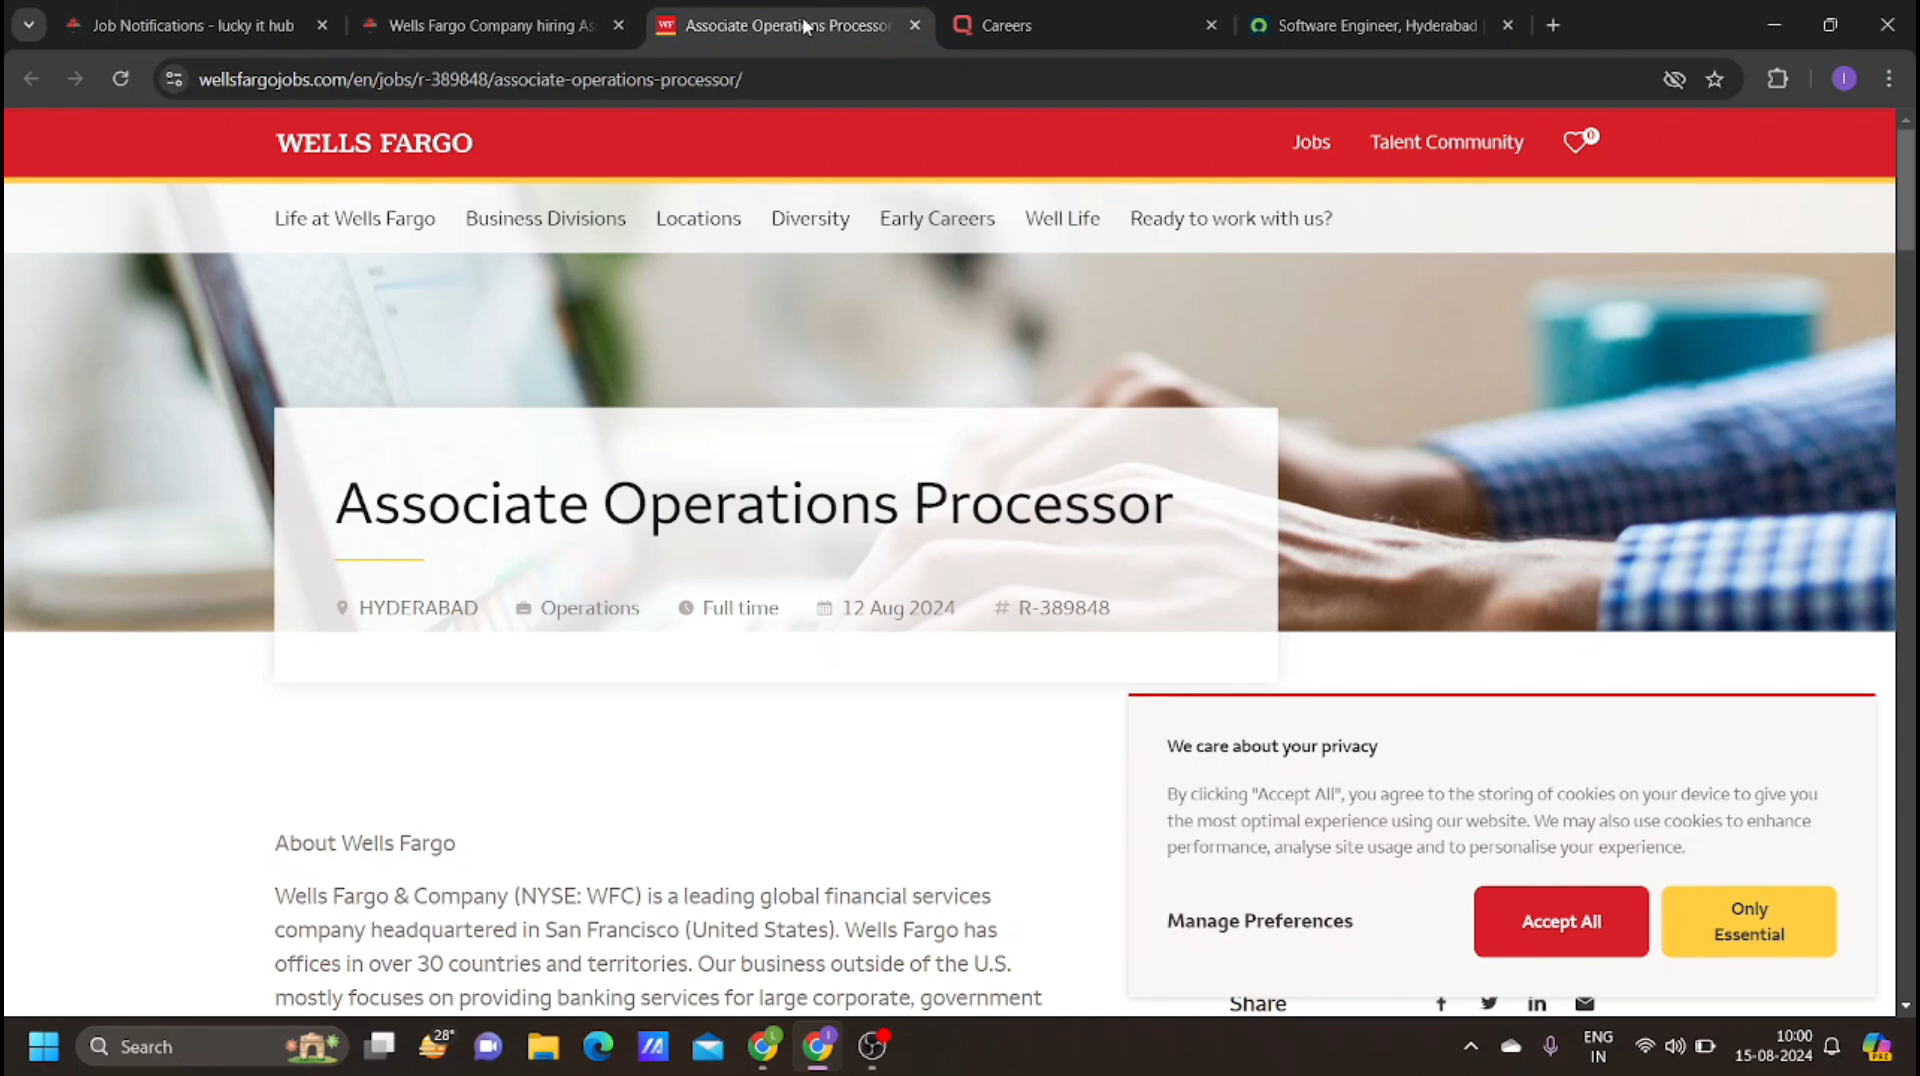 Job Notifications - lucky it hub
Wells Fargo Company hiring As
Associate Operations Processor
Careers
Software Engineer, Hyderabad
wellsfargojobs.com/en/jobs/r-389848/associate-operations-processor/
I
WELLS FARGO
Jobs
Talent Community
0
Life at Wells Fargo
Business Divisions
Locations
Diversity
Early Careers
Well Life
Ready to work with us?
Associate Operations Processor
HYDERABAD
Operations
Full time
12 Aug 2024
# R-389848
About Wells Fargo
Wells Fargo & Company (NYSE: WFC) is a leading global financial services
company headquartered in San Francisco (United States). Wells Fargo has
offices in over 30 countries and territories. Our business outside of the U.S.
mostly focuses on providing banking services for large corporate, government
We care about your privacy
By clicking "Accept All", you agree to the storing of cookies on your device to give you
the most optimal experience using our website. We may also use cookies to enhance
performance, analyse site usage and to personalise your experience.
Manage Preferences
Accept All
Only
Essential
Share
Search
28°
ENG
IN
10:00
15-08-2024